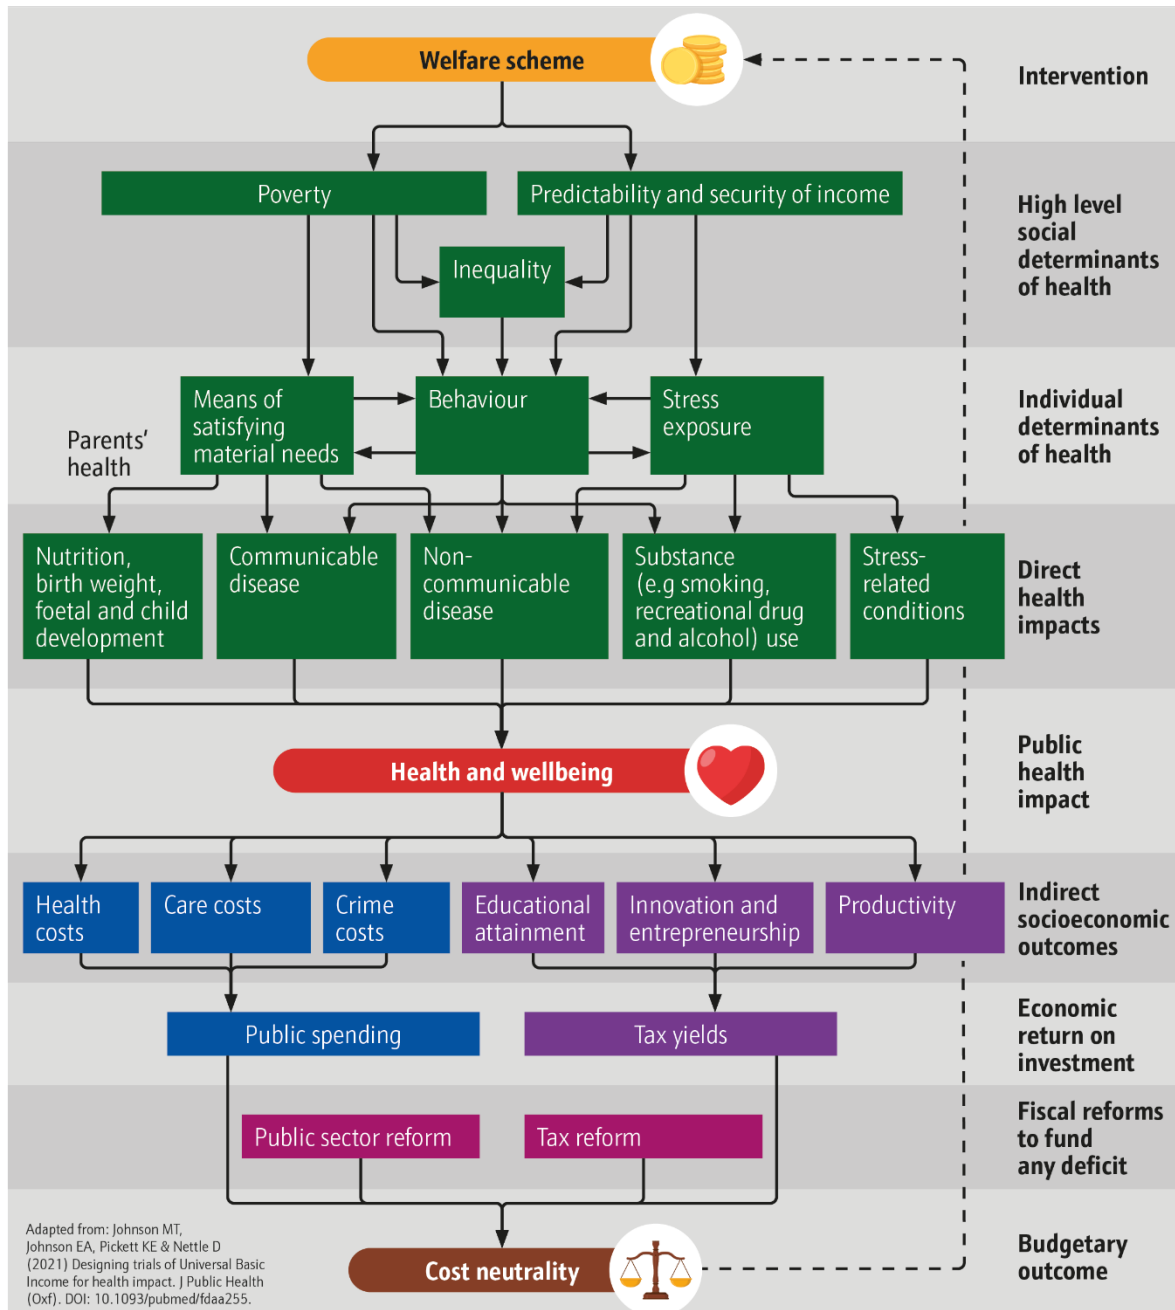 Welfare scheme
Intervention
Poverty
Predictability and security of income
High level
social
determinants
of health
Inequality
Means of
satisfying
material needs
Behaviour
Stress
exposure
Individual
determinants
of health
Parents’
health
Nutrition,
birth weight,
foetal and child
development
Communicable
disease
Non-
communicable
disease
Substance
(e.g smoking,
recreational drug
and alcohol) use
Stress-
related
conditions
Direct
health
impacts
Health and wellbeing
Public
health
impact
Health
costs
Care costs
Crime
costs
Educational
attainment
Innovation and
entrepreneurship
Productivity
Indirect
socioeconomic
outcomes
Public spending
Tax yields
Economic
return on
investment
Public sector reform
Tax reform
Fiscal reforms
to fund
any deficit
Adapted from: Johnson MT,
Johnson EA, Pickett KE & Nettle D
(2021) Designing trials of Universal Basic
Income for health impact. J Public Health
(Oxf). DOI: 10.1093/pubmed/fdaa255.
Cost neutrality
Budgetary
outcome